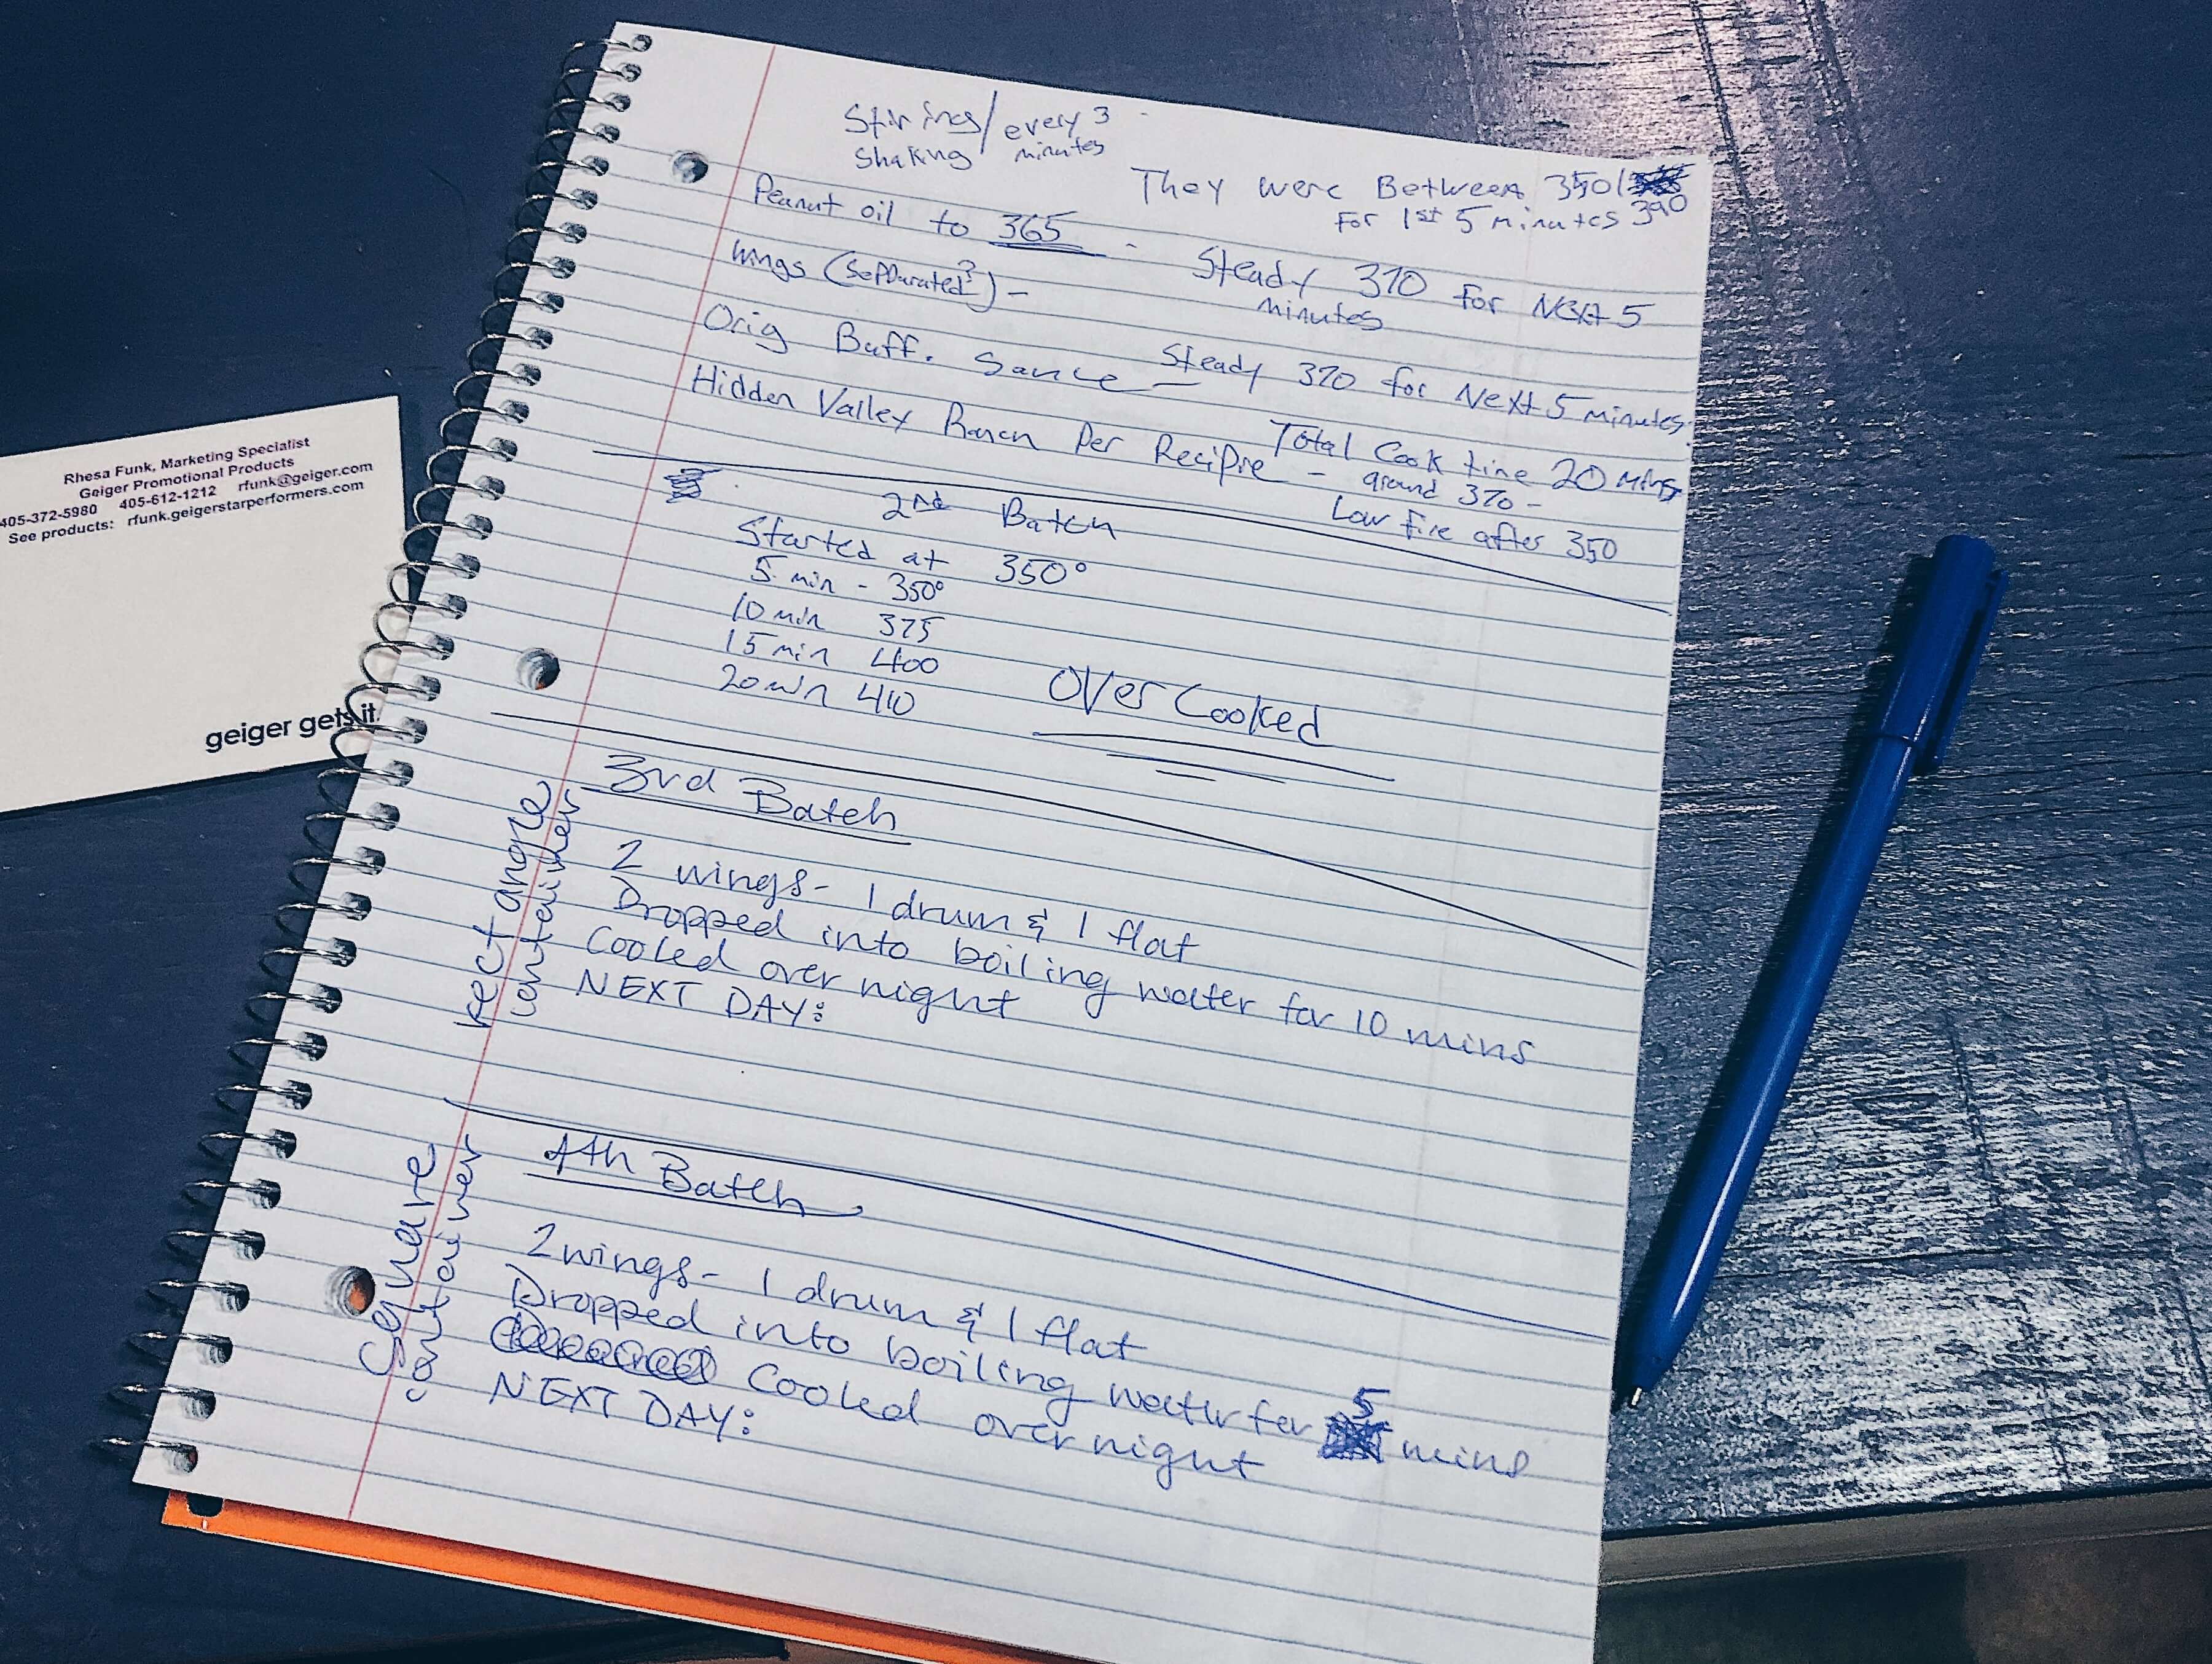 Stirring/ every 3
Shaking minutes
They were Between 350/
For 1st 5 minutes 390
Peanut oil to 365 - Steady 370 for Next 5
minutes
wings (Sepparated?) -
Orig Buff. Sauce - Steady 370 for Next 5 minutes.
Hidden Valley Ranch Per Recipie - Total Cook time 20 mins
around 370 -
Low fire after 350
2nd Batch
Started at 350°
5 min - 350°
10 min 375
15 min 400
20 min 410
Over Cooked
3rd Batch
Rectangle
container
2 wings - 1 drum & 1 flat
Dropped into boiling water for 10 mins
Cooled over night
NEXT DAY:
4th Batch
Square
container
2 wings - 1 drum & 1 flat
Dropped into boiling water for 5 mins
Cooled over night
NEXT DAY:
Rhesa Funk, Marketing Specialist
Geiger Promotional Products
405-372-5980 405-612-1212 rfunk@geiger.com
See products: rfunk.geigerstarperformers.com
geiger gets it.